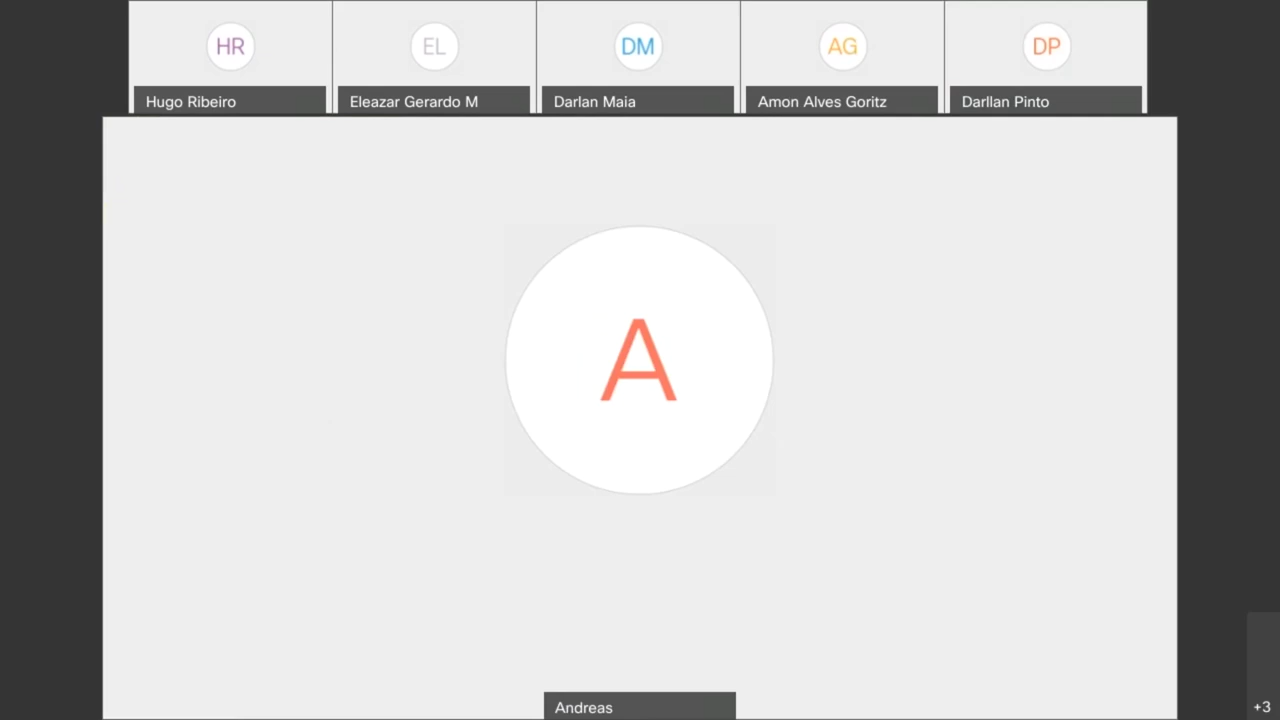 HR
EL
DM
AG
DP
Hugo Ribeiro
Eleazar Gerardo M
Darlan Maia
Amon Alves Goritz
Darllan Pinto
A
Andreas
+3